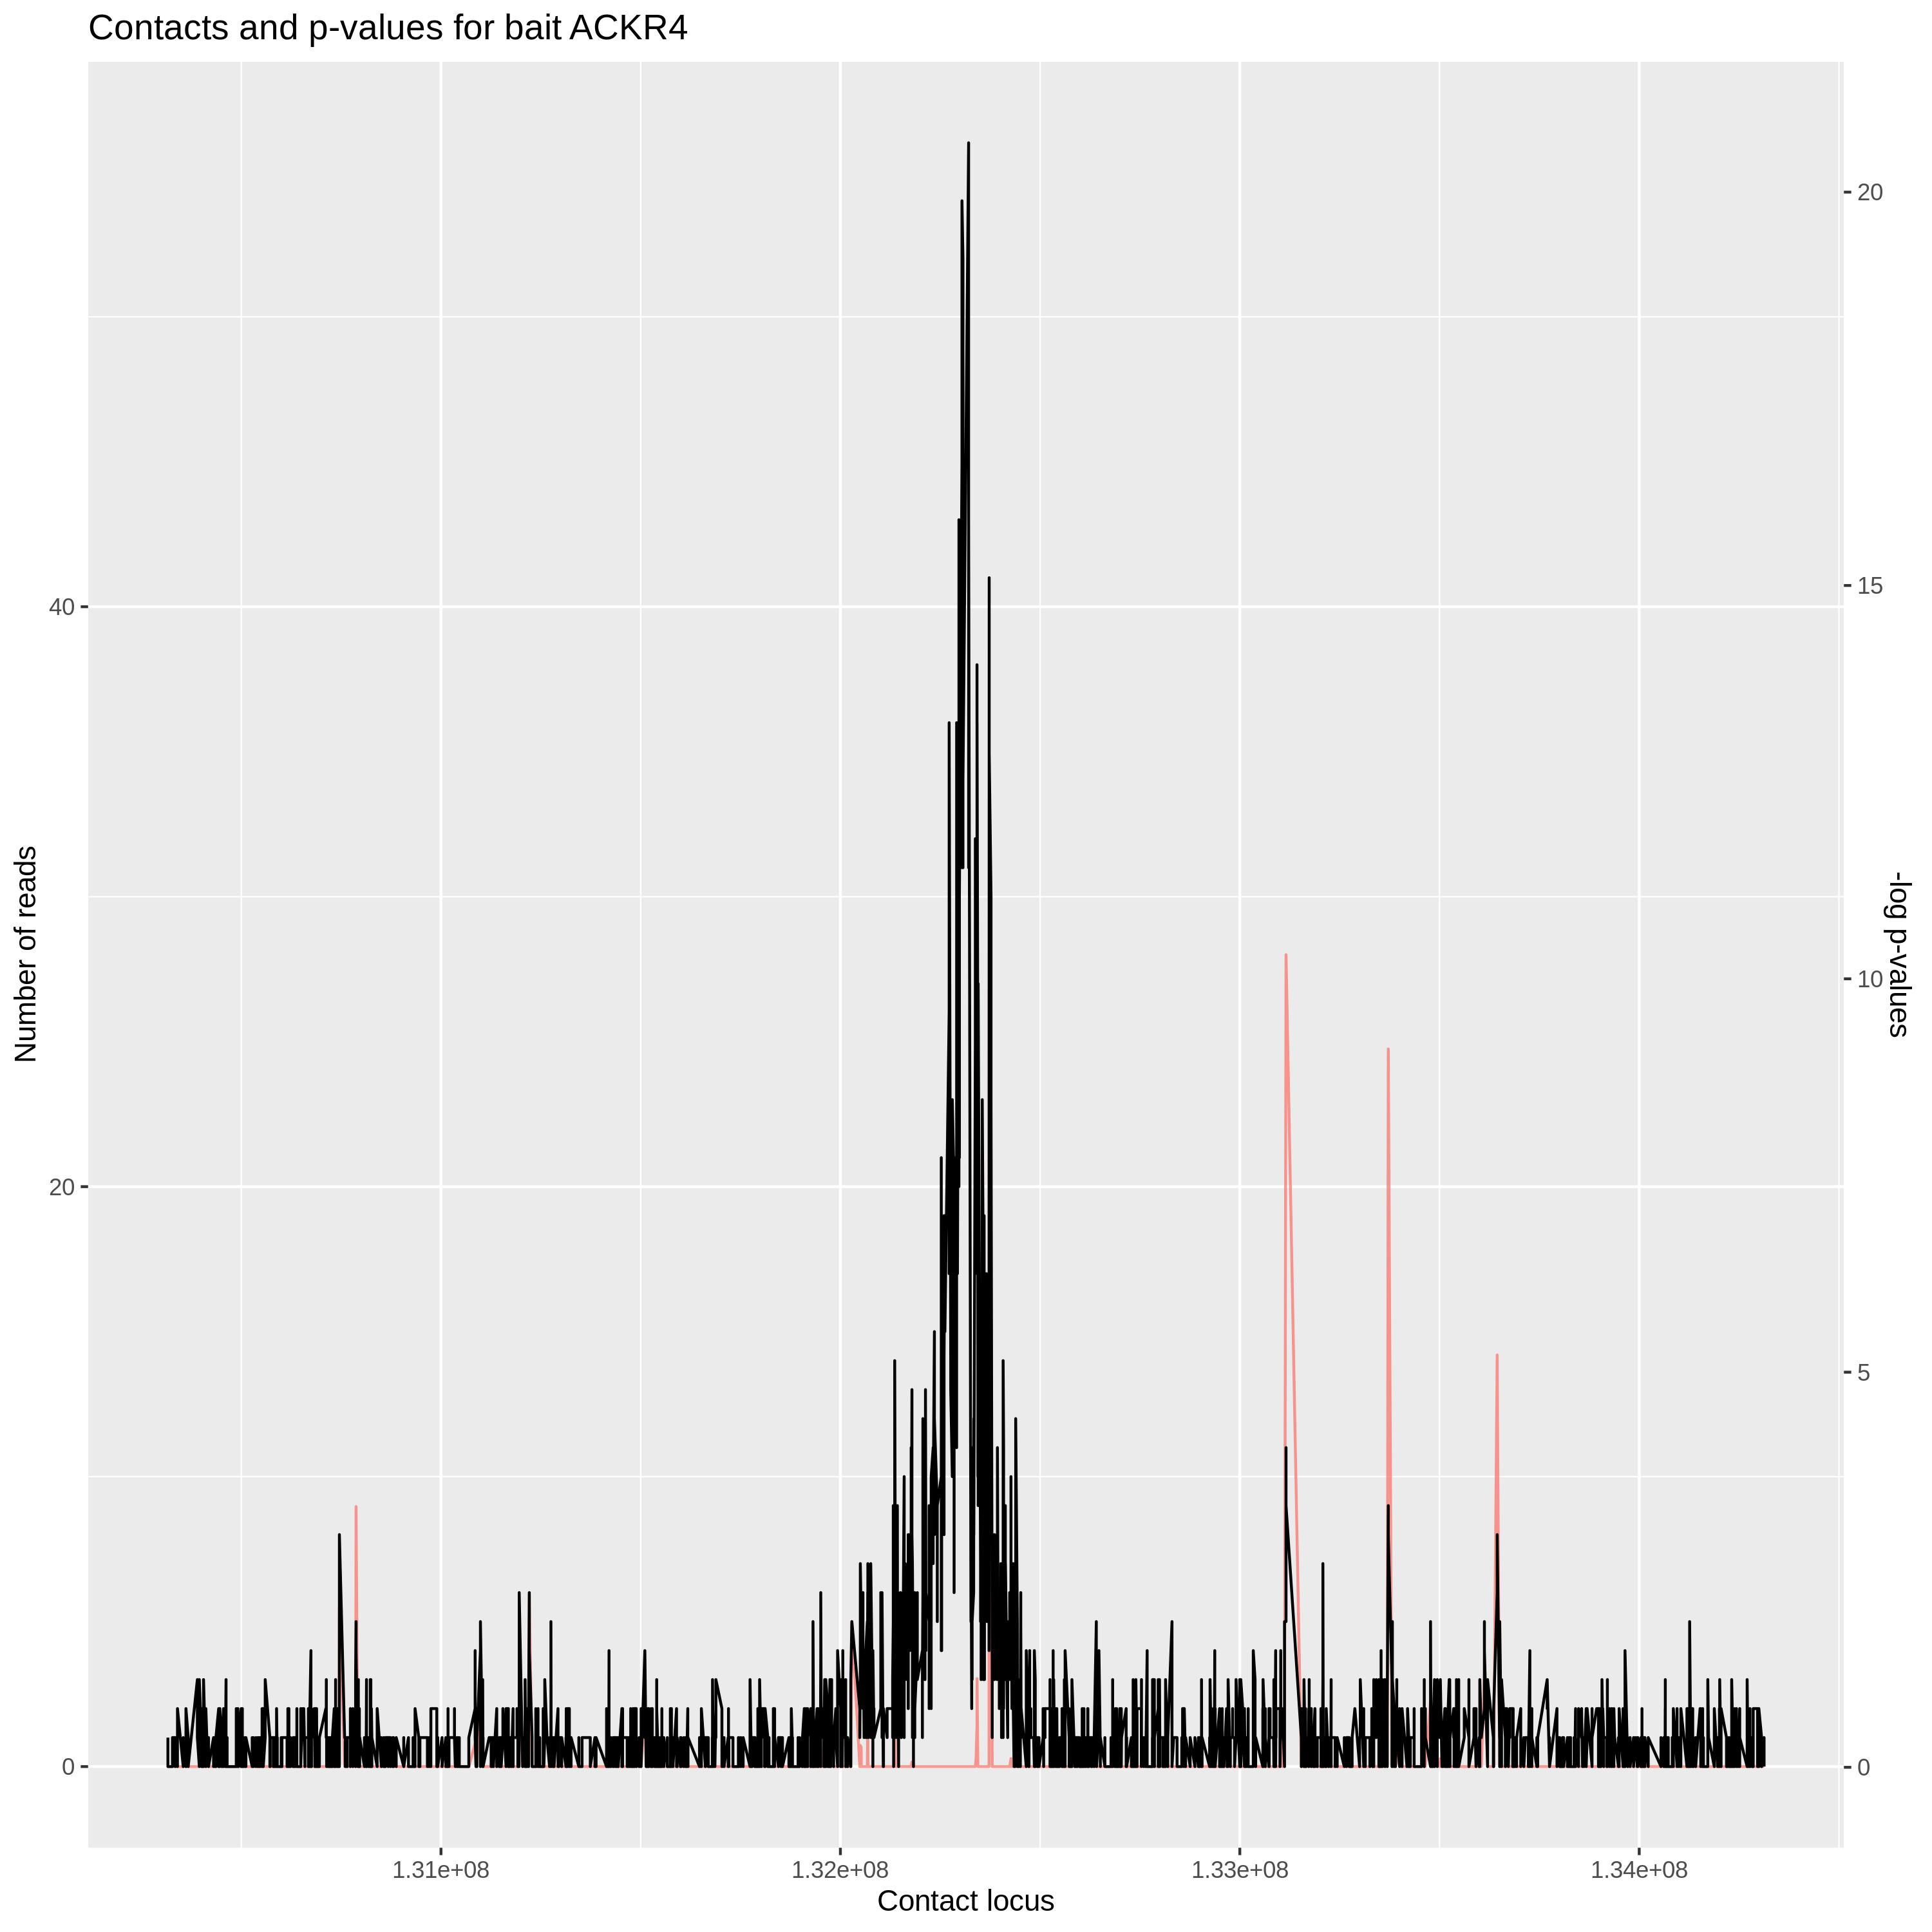 Contacts and p-values for bait ACKR4
Number of reads
40
20
0
20
15
10
5
0
-log p-values
1.31e+08
1.32e+08
1.33e+08
1.34e+08
Contact locus